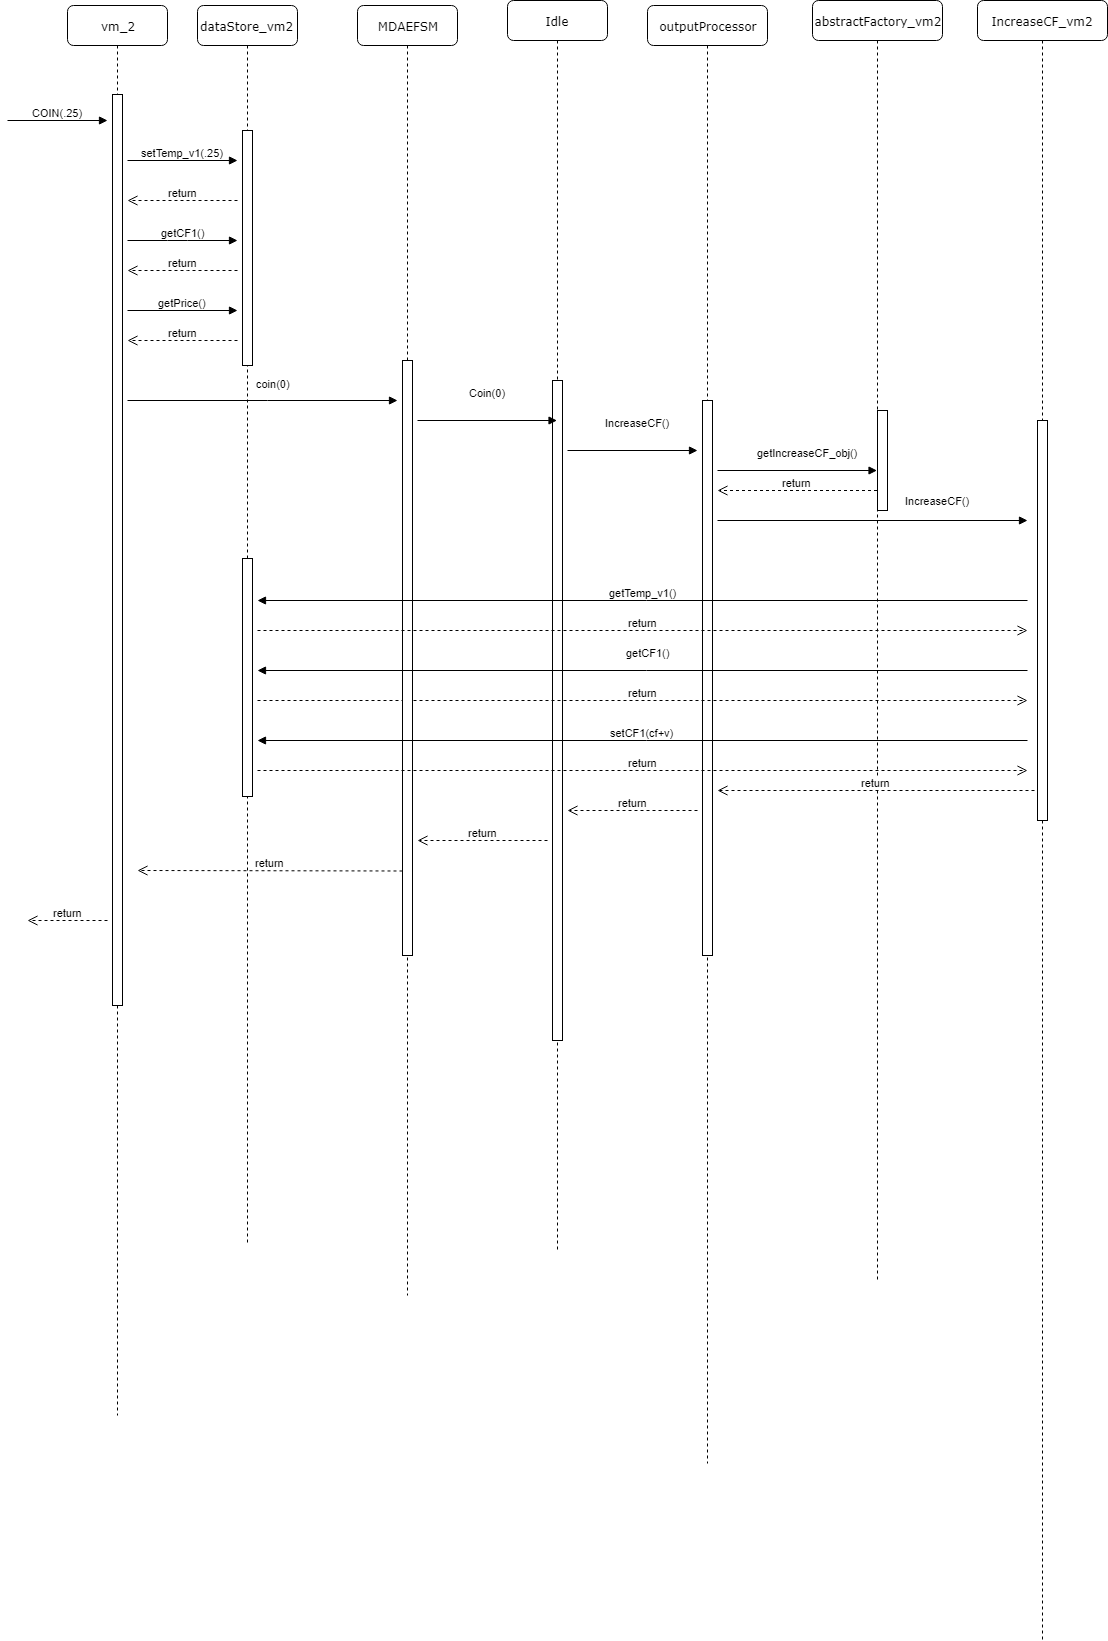 vm_2
dataStore_vm2
MDAEFSM
Idle
outputProcessor
abstractFactory_vm2
IncreaseCF_vm2
COIN(.25)
setTemp_v1(.25)
return
getCF1()
return
getPrice()
return
coin(0)
Coin(0)
IncreaseCF()
getIncreaseCF_obj()
return
IncreaseCF()
getTemp_v1()
return
getCF1()
return
setCF1(cf+v)
return
return
return
return
return
return